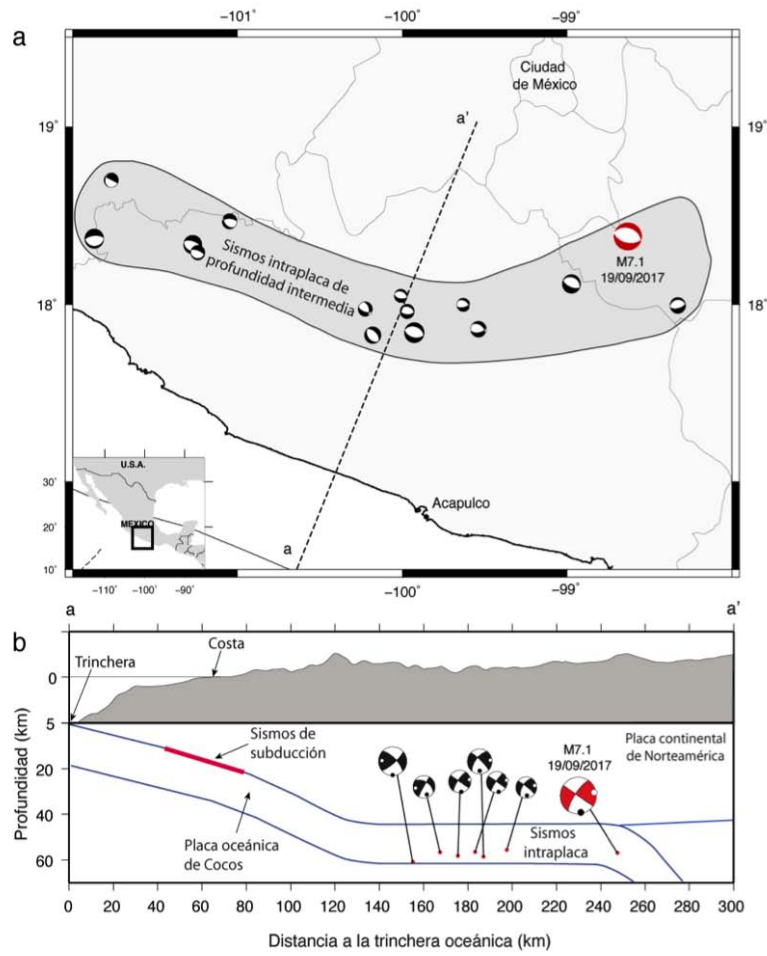 a
−101°
−100°
−99°
Ciudad
de México
a'
19°
18°
Sismos intraplaca de
profundidad intermedia
M7.1
19/09/2017
U.S.A.
MEXICO
30°
20°
10°
−110°
−100°
−90°
a
Acapulco
−100°
−99°
a
a'
b
Costa
Trinchera
0
5
20
40
60
Profundidad (km)
Sismos de
subducción
Placa oceánica
de Cocos
M7.1
19/09/2017
Placa continental
de Norteamérica
Sismos
intraplaca
0 20 40 60 80 100 120 140 160 180 200 220 240 260 280 300
Distancia a la trinchera oceánica (km)